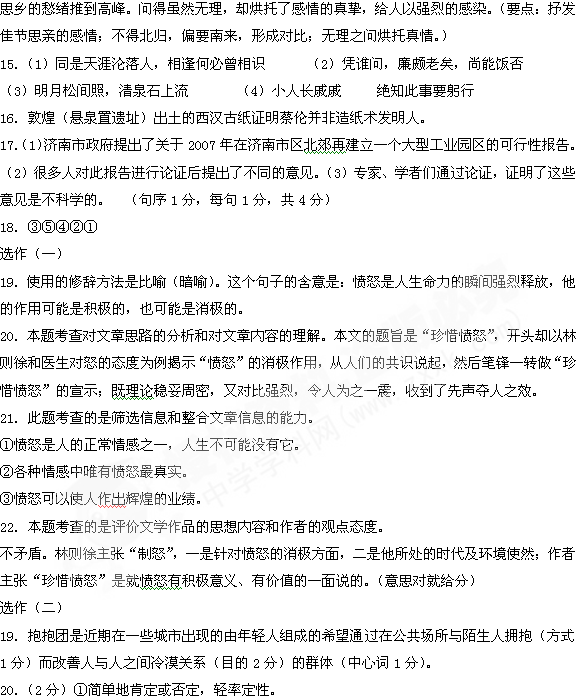 思乡的愁绪推到高峰。问得虽然无理，却烘托了感情的真挚，给人以强烈的感染。（要点：抒发
佳节思亲的感情；不得北归，偏要南来，形成对比；无理之间烘托真情。）
15．（1）同是天涯沦落人，相逢何必曾相识　　（2）凭谁问，廉颇老矣，尚能饭否
（3）明月松间照，清泉石上流　　（4）小人长戚戚　　绝知此事要躬行
16．敦煌（悬泉置遗址）出土的西汉古纸证明蔡伦并非造纸术发明人。
17.(1)济南市政府提出了关于 2007 年在济南市区北郊再建立一个大型工业园区的可行性报告。
（2）很多人对此报告进行论证后提出了不同的意见。（3）专家、学者们通过论证，证明了这些
意见是不科学的。　（句序 1 分，每句 1 分，共 4 分）
18．③⑤④②①
选作（一）
19．使用的修辞方法是比喻（暗喻）。这个句子的含意是：愤怒是人生命力的瞬间强烈释放，他
的作用可能是积极的，也可能是消极的。
20．本题考查对文章思路的分析和对文章内容的理解。本文的题旨是“珍惜愤怒”，开头却以林
则徐和医生对怒的态度为例揭示“愤怒”的消极作用，从人们的共识说起，然后笔锋一转做“珍
惜愤怒”的宣示；既理论稳妥周密，又对比强烈，令人为之一震，收到了先声夺人之效。
21．此题考查的是筛选信息和整合文章信息的能力。
①愤怒是人的正常情感之一，人生不可能没有它。
②各种情感中唯有愤怒最真实。
③愤怒可以使人作出辉煌的业绩。
22．本题考查的是评价文学作品的思想内容和作者的观点态度。
不矛盾。林则徐主张“制怒”，一是针对愤怒的消极方面，二是他所处的时代及环境使然；作者
主张“珍惜愤怒”是就愤怒有积极意义、有价值的一面说的。（意思对就给分）
选作（二）
19．抱抱团是近期在一些城市出现的由年轻人组成的希望通过在公共场所与陌生人拥抱（方式
1 分）而改善人与人之间冷漠关系（目的 2 分）的群体（中心词 1 分）。
20．（2 分）①简单地肯定或否定，轻率定性。